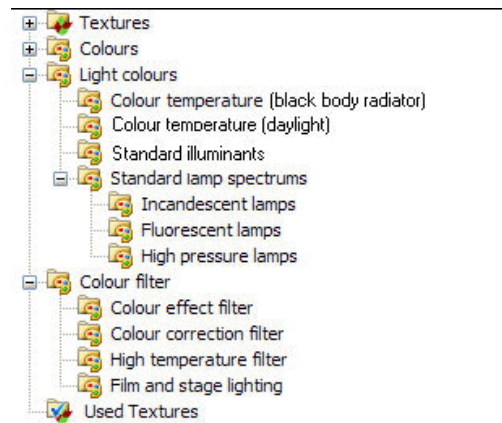 Textures
Colours
Light colours
Colour temperature (black body radiator)
Colour temperature (daylight)
Standard illuminants
Standard lamp spectrums
Incandescent lamps
Fluorescent lamps
High pressure lamps
Colour filter
Colour effect filter
Colour correction filter
High temperature filter
Film and stage lighting
Used Textures